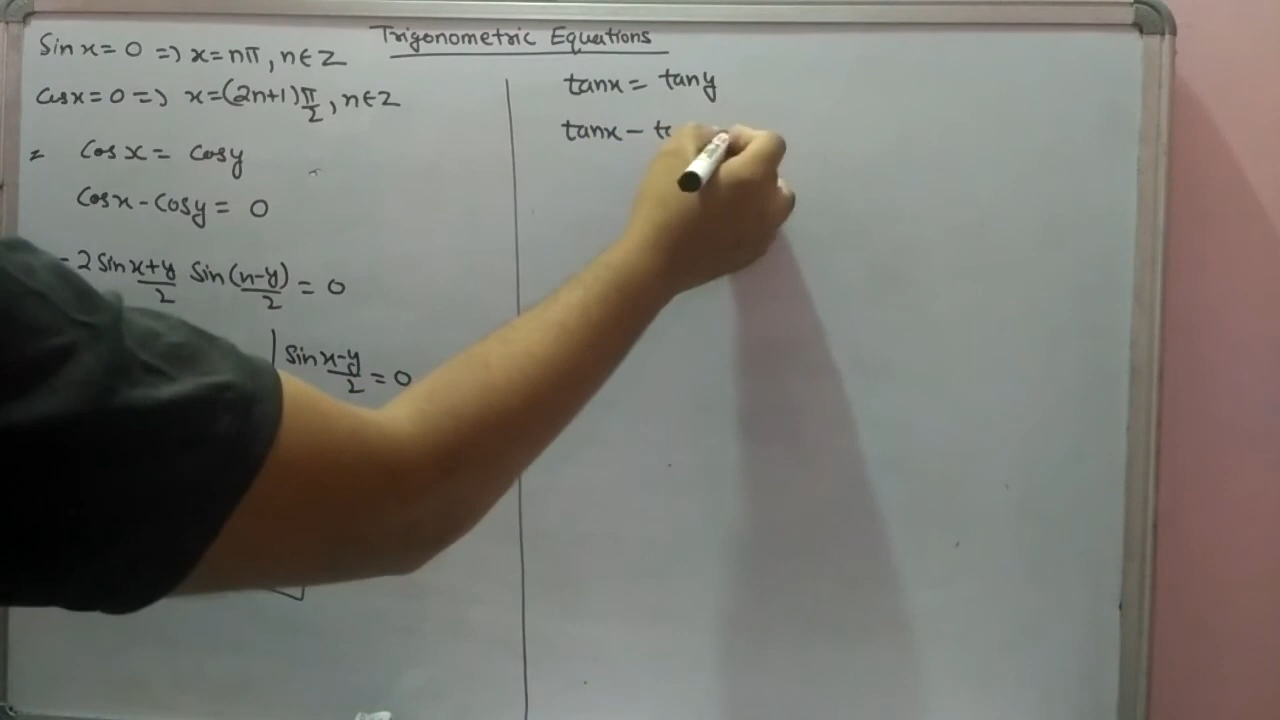 Trigonometric Equations
Sin x = 0 => x = nπ, n ∈ Z
Cos x = 0 => x = (2n+1)π/2, n ∈ Z
Cos x = Cos y
Cos x - Cos y = 0
-2 Sin x+y/2 Sin (x-y)/2 = 0
Sin x-y/2 = 0
tan x = tan y
tan x - t